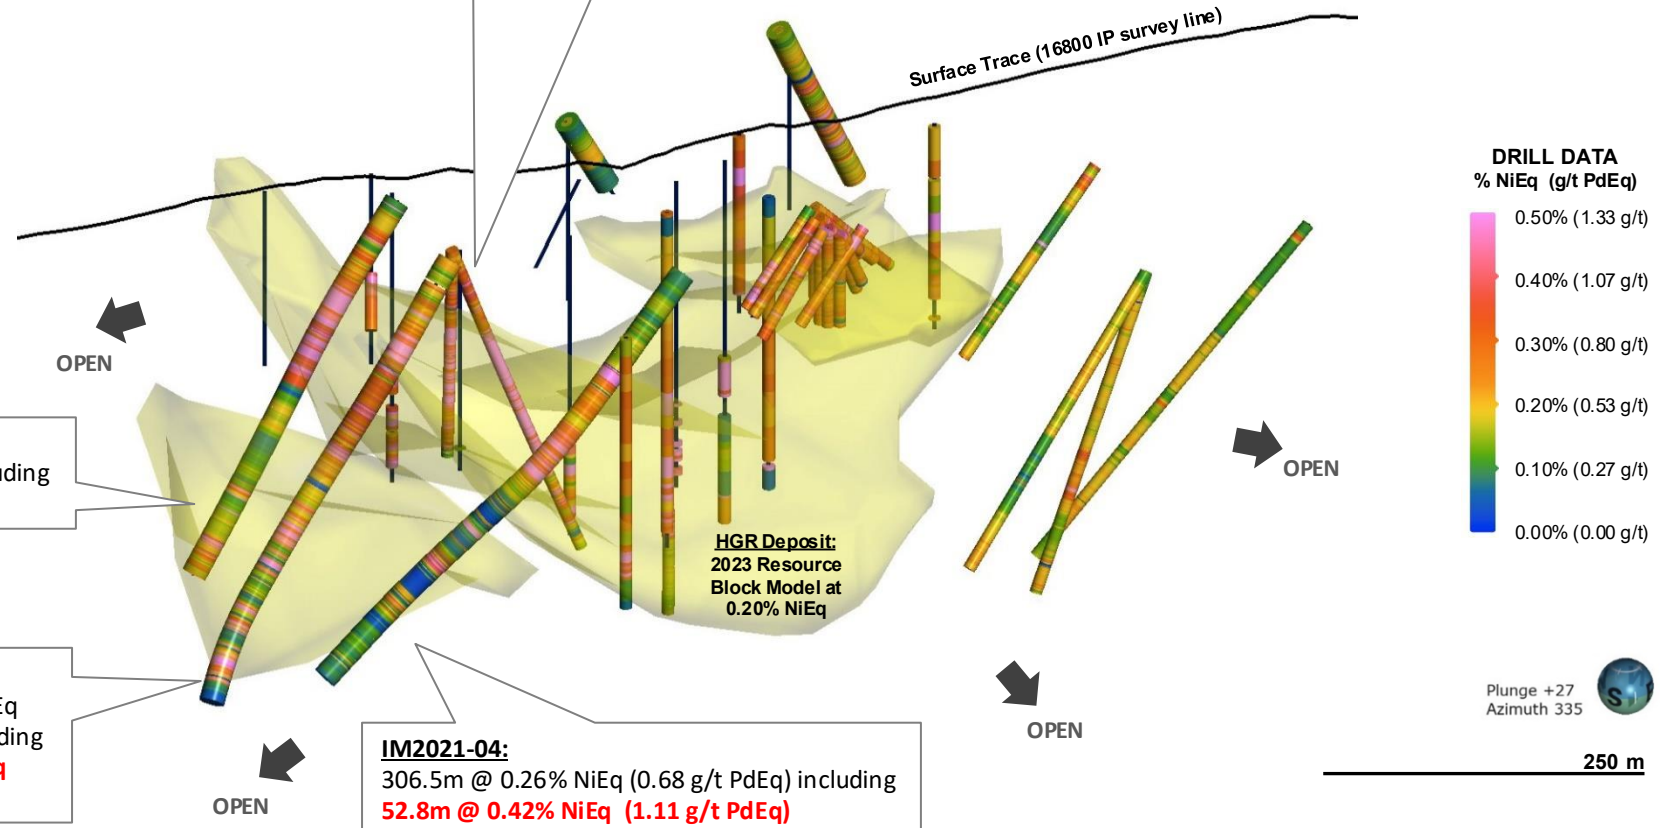 Surface Trace (16800 IP survey line)
DRILL DATA
% NiEq (g/t PdEq)
0.50% (1.33 g/t)
0.40% (1.07 g/t)
0.30% (0.80 g/t)
0.20% (0.53 g/t)
0.10% (0.27 g/t)
0.00% (0.00 g/t)
OPEN
OPEN
HGR Deposit:
2023 Resource
Block Model at
0.20% NiEq
OPEN
OPEN
IM2021-04:
306.5m @ 0.26% NiEq (0.68 g/t PdEq) including
52.8m @ 0.42% NiEq (1.11 g/t PdEq)
Plunge +27
Azimuth 335
S
250 m